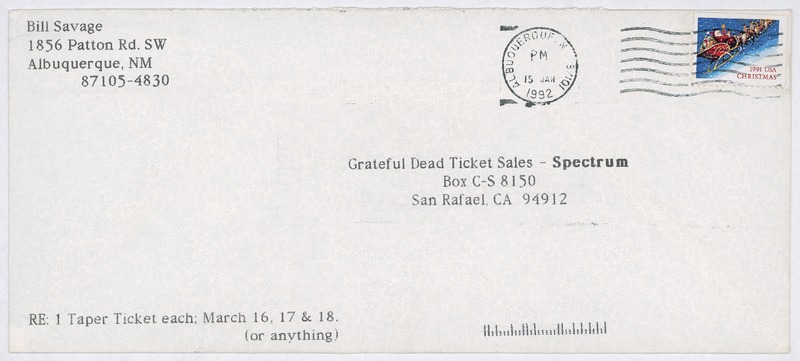 Bill Savage
1856 Patton Rd. SW
Albuquerque, NM
87105-4830
ALBUQUERQUE, N
PM
15 JAN
1992
1991 USA
CHRISTMAS
Grateful Dead Ticket Sales - Spectrum
Box C-S 8150
San Rafael, CA 94912
RE: 1 Taper Ticket each; March 16, 17 & 18.
(or anything)